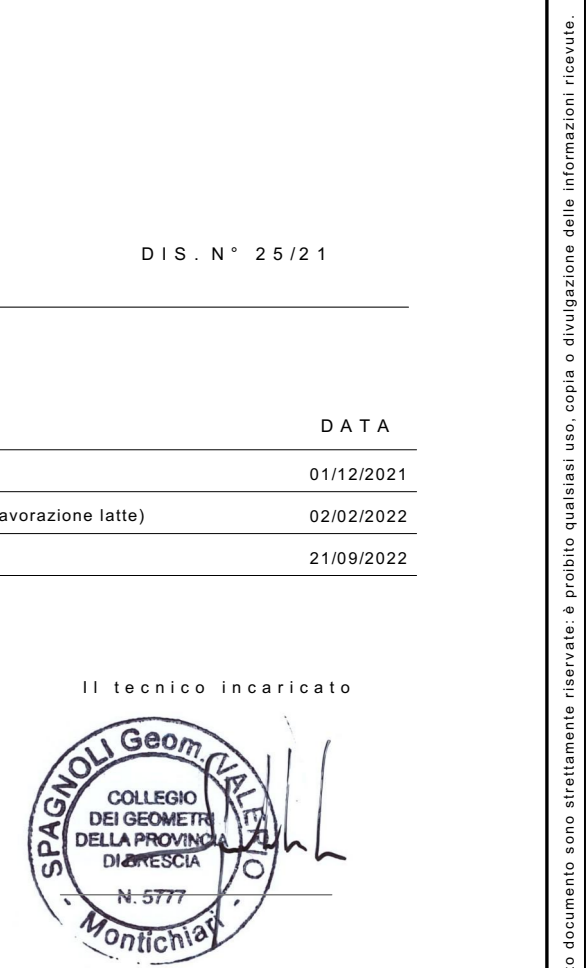 DIS. N° 25/21
DATA
01/12/2021
avorazione latte) 02/02/2022
21/09/2022
Il tecnico incaricato
SPAGNOLI Geom. VALERIO
COLLEGIO
DEI GEOMETRI
DELLA PROVINCIA
DI BRESCIA
N. 5777
- Montichiari -
o documento sono strettamente riservate: è proibito qualsiasi uso, copia o divulgazione delle informazioni ricevute.